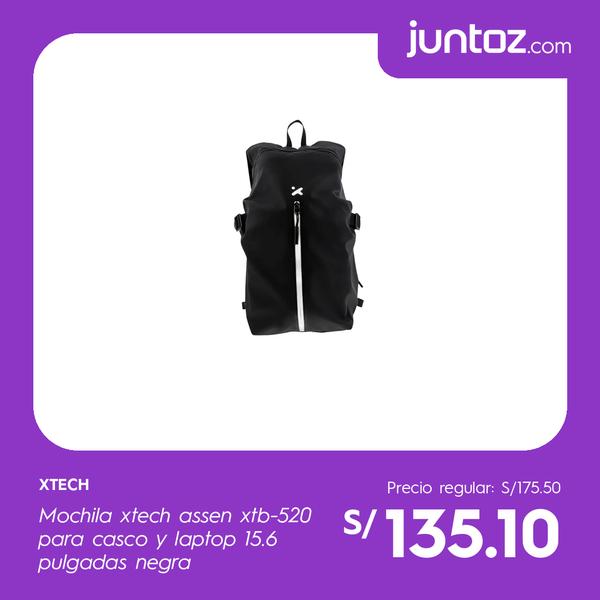 juntoz.com
XTECH
Mochila xtech assen xtb-520
para casco y laptop 15.6
pulgadas negra
Precio regular: S/175.50
S/135.10